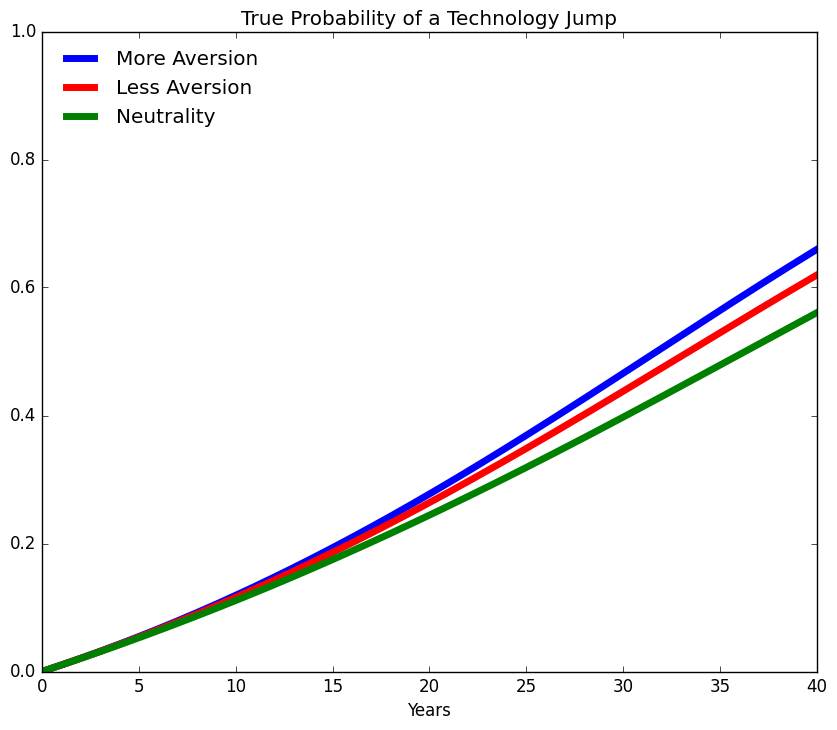 True Probability of a Technology Jump
1.0
More Aversion
Less Aversion
Neutrality
0.8
0.6
0.4
0.2
0.0
0 5 10 15 20 25 30 35 40
Years